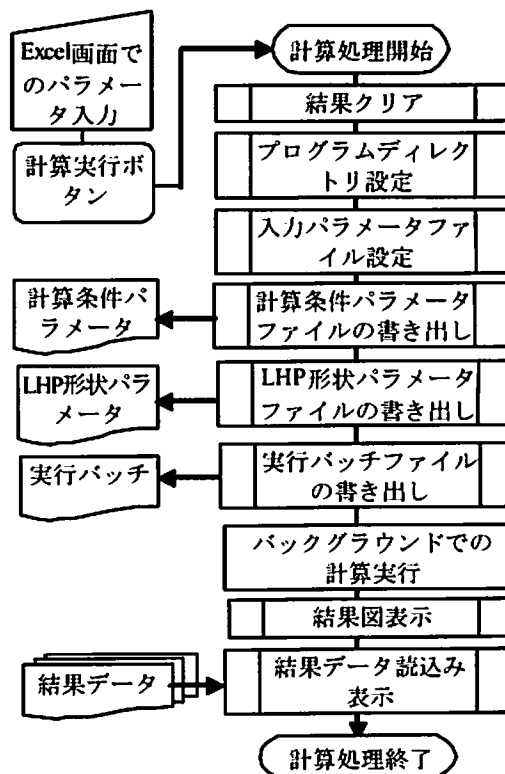 Excel画面で
のパラメー
タ入力
計算実行ボ
タン
計算処理開始
結果クリア
プログラムディレク
トリ設定
入力パラメータファ
イル設定
計算条件パ
ラメータ
計算条件パラメータ
ファイルの書き出し
LHP形状パラ
メータ
LHP形状パラメータ
ファイルの書き出し
実行バッチ
実行バッチファイル
の書き出し
バックグラウンドでの
計算実行
結果図表示
結果データ
結果データ読込み
表示
計算処理終了